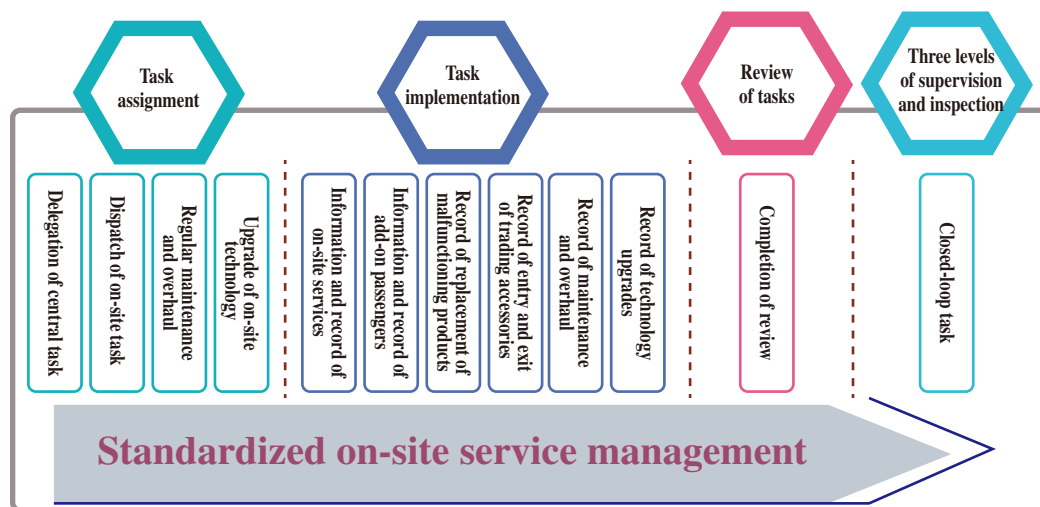 Task
assignment
Task
implementation
Review
of tasks
Three levels
of supervision
and inspection
Delegation of central task
Dispatch of on-site task
Regular maintenance
and overhaul
Upgrade of on-site
technology
Information and record of
on-site services
Information and record of
add-on passengers
Record of replacement of
malfunctioning products
Record of entry and exit
of trading accessories
Record of maintenance
and overhaul
Record of technology
upgrades
Completion of review
Closed-loop task
Standardized on-site service management